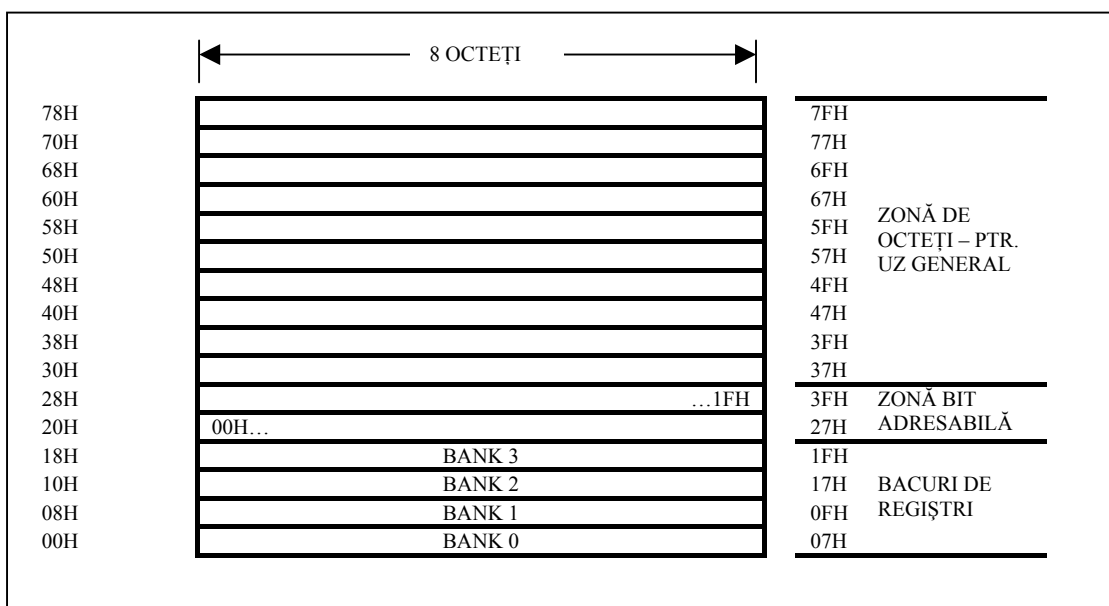 8 OCTEȚI
78H 7FH
70H 77H
68H 6FH
60H 67H
58H 5FH ZONĂ DE
50H 57H OCTEȚI – PTR.
48H 4FH UZ GENERAL
40H 47H
38H 3FH
30H 37H
28H …1FH 3FH ZONĂ BIT
20H 00H… 27H ADRESABILĂ
18H BANK 3 1FH
10H BANK 2 17H BACURI DE
08H BANK 1 0FH REGIŞTRI
00H BANK 0 07H